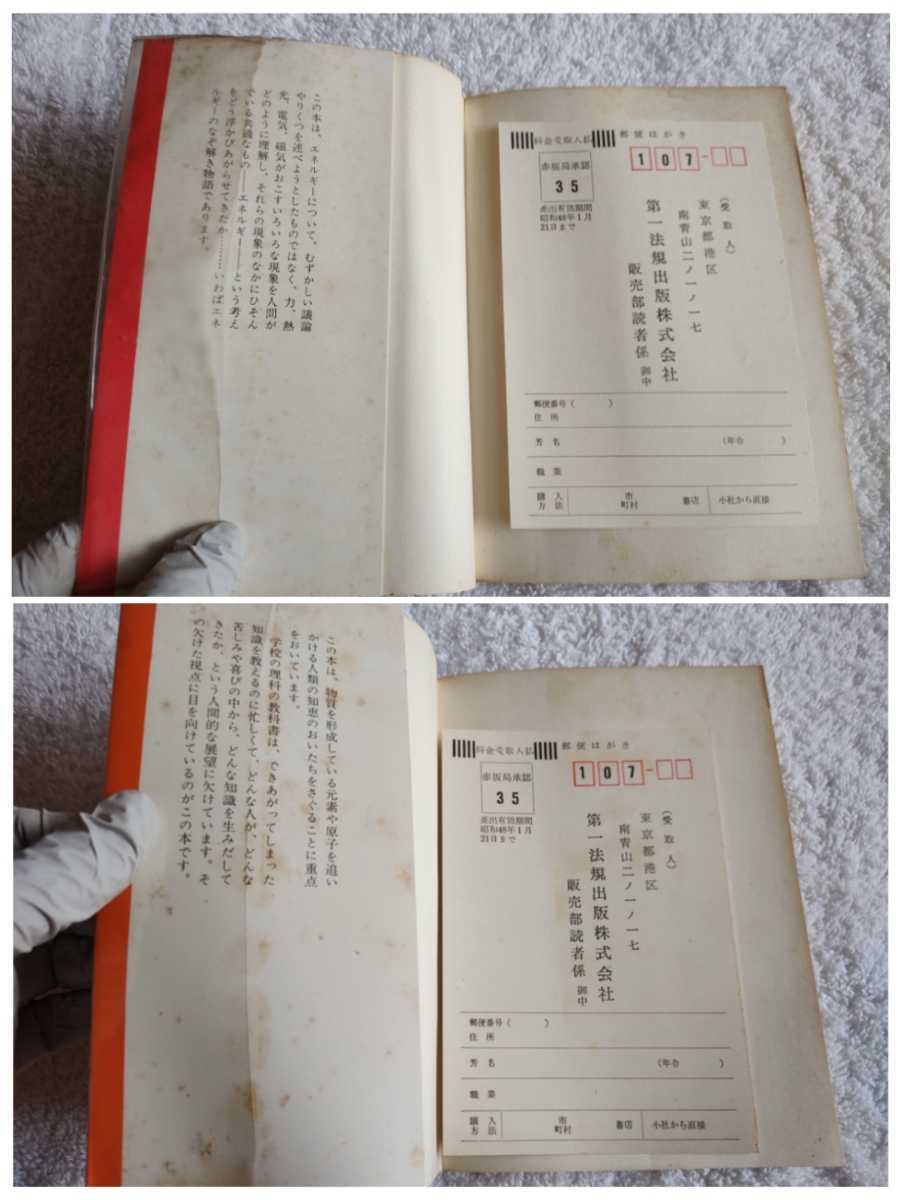 この本は、エネルギーについて、むずかしい議論
やりくつを述べようとしたものではなく、力、熱
光、電気、磁気がおこすいろいろな現象を人間が
どのように理解し、それらの現象のなかにひそん
でいる共通なもの――エネルギー――という考え
をどう浮かびあがらせてきたか……いわばエネ
ルギーのなぞ解き物語であります。
料金受取人払
郵便はがき
赤坂局承認
35
差出有効期間
昭和48年1月
21日まで
107-
(受取人)
東京都港区
南青山二ノ一ノ一七
第一法規出版株式会社
販売部読者係 御中
郵便番号( )
住所
芳名 (年令 )
職業
購入方法 市町村 書店 小社から直接
この本は、物質を形成している元素や原子を追い
かける人類の知恵のおいたちをさぐることに重点
をおいています。
学校の理科の教科書は、できあがってしまった
知識を教えるのに忙しくて、どんな人が、どんな
苦しみや喜びの中から、どんな知識を生みだして
きたか、という人間的な展望に欠けています。そ
の欠けた視点に目を向けているのがこの本です。
料金受取人払
郵便はがき
赤坂局承認
35
差出有効期間
昭和48年1月
21日まで
107-
(受取人)
東京都港区
南青山二ノ一ノ一七
第一法規出版株式会社
販売部読者係 御中
郵便番号( )
住所
芳名 (年令 )
職業
購入方法 市町村 書店 小社から直接